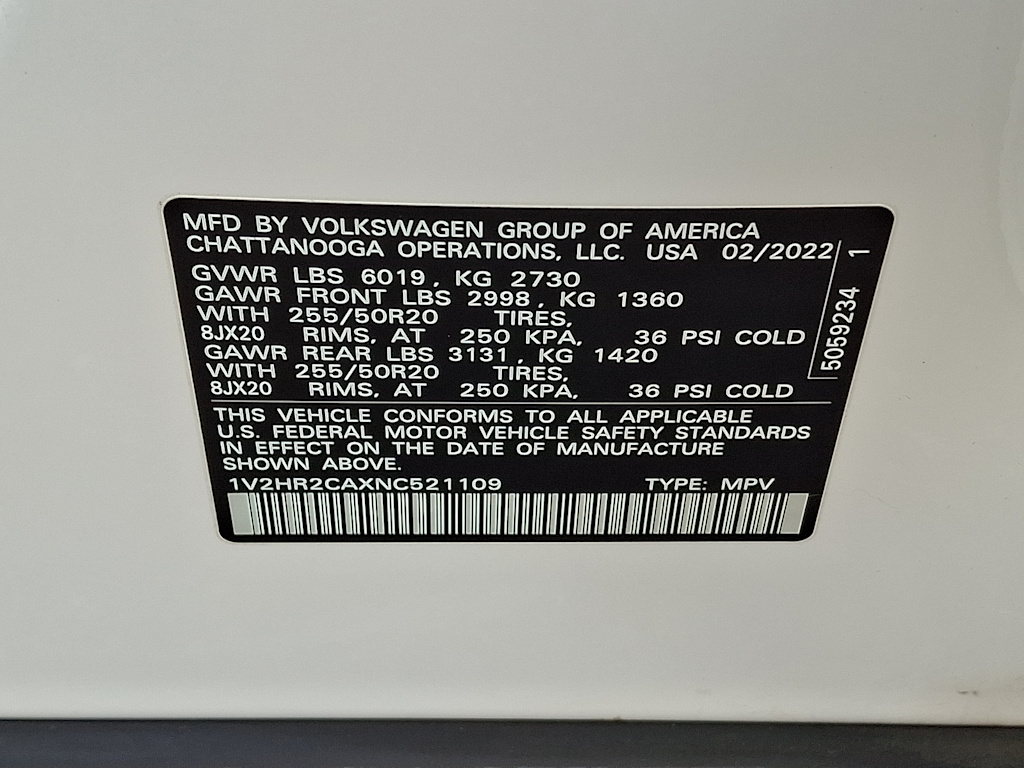 MFD BY VOLKSWAGEN GROUP OF AMERICA
CHATTANOOGA OPERATIONS, LLC. USA 02/2022
GVWR LBS 6019, KG 2730
GAWR FRONT LBS 2998, KG 1360
WITH 255/50R20 TIRES,
8JX20 RIMS, AT 250 KPA, 36 PSI COLD
GAWR REAR LBS 3131, KG 1420
WITH 255/50R20 TIRES,
8JX20 RIMS, AT 250 KPA, 36 PSI COLD
5059234 1
THIS VEHICLE CONFORMS TO ALL APPLICABLE
U.S. FEDERAL MOTOR VEHICLE SAFETY STANDARDS
IN EFFECT ON THE DATE OF MANUFACTURE
SHOWN ABOVE.
1V2HR2CAXNC521109 TYPE: MPV